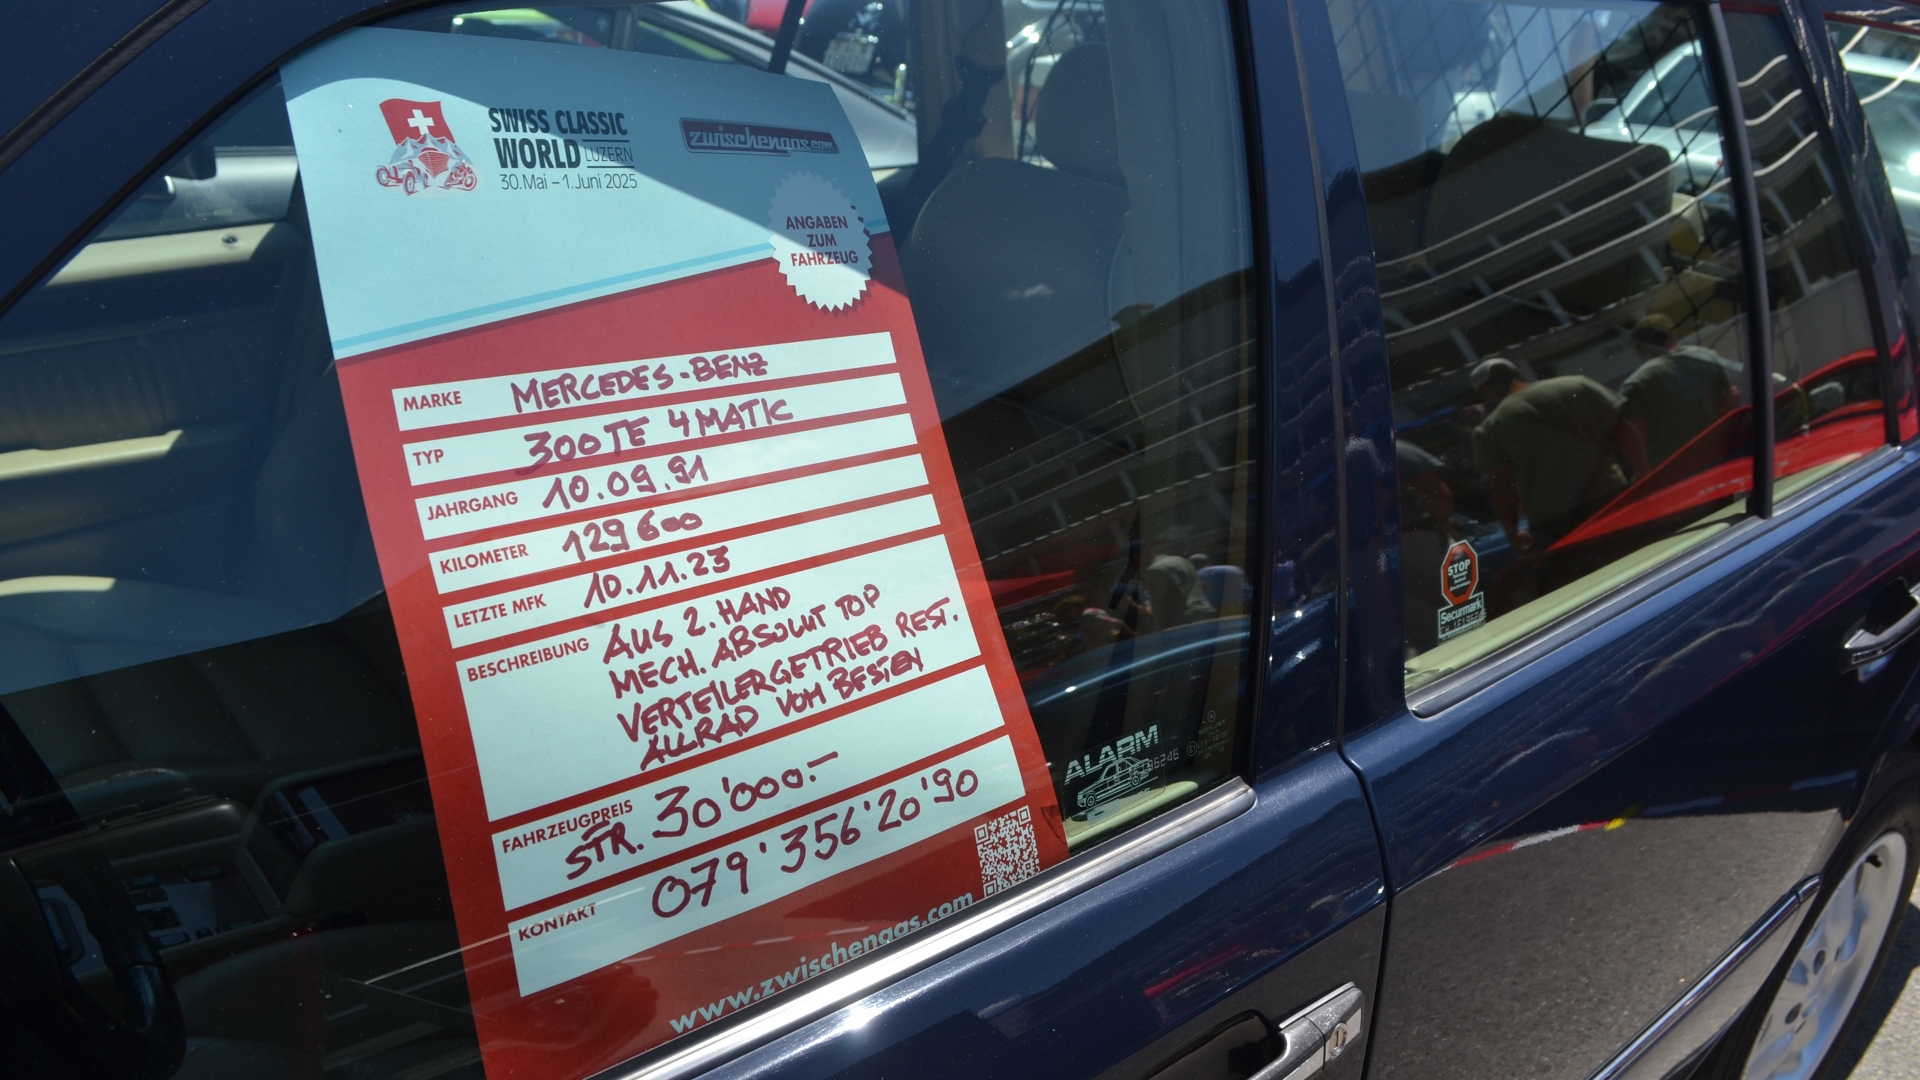 SWISS CLASSIC
WORLD LUZERN
30. Mai – 1. Juni 2025
zwischengas.com
ANGABEN
ZUM
FAHRZEUG
MARKE MERCEDES-BENZ
TYP 300TE 4MATIC
JAHRGANG 10.09.91
KILOMETER 129600
LETZTE MFK 10.11.23
BESCHREIBUNG AUS 2. HAND
MECH. ABSOLUT TOP
VERTEILERGETRIEB REST.
ALLRAD VOM BESTEN
FAHRZEUGPREIS STR. 30'000.-
KONTAKT 079'356'20'90
www.zwischengas.com
ALARM
STOP
Securmark